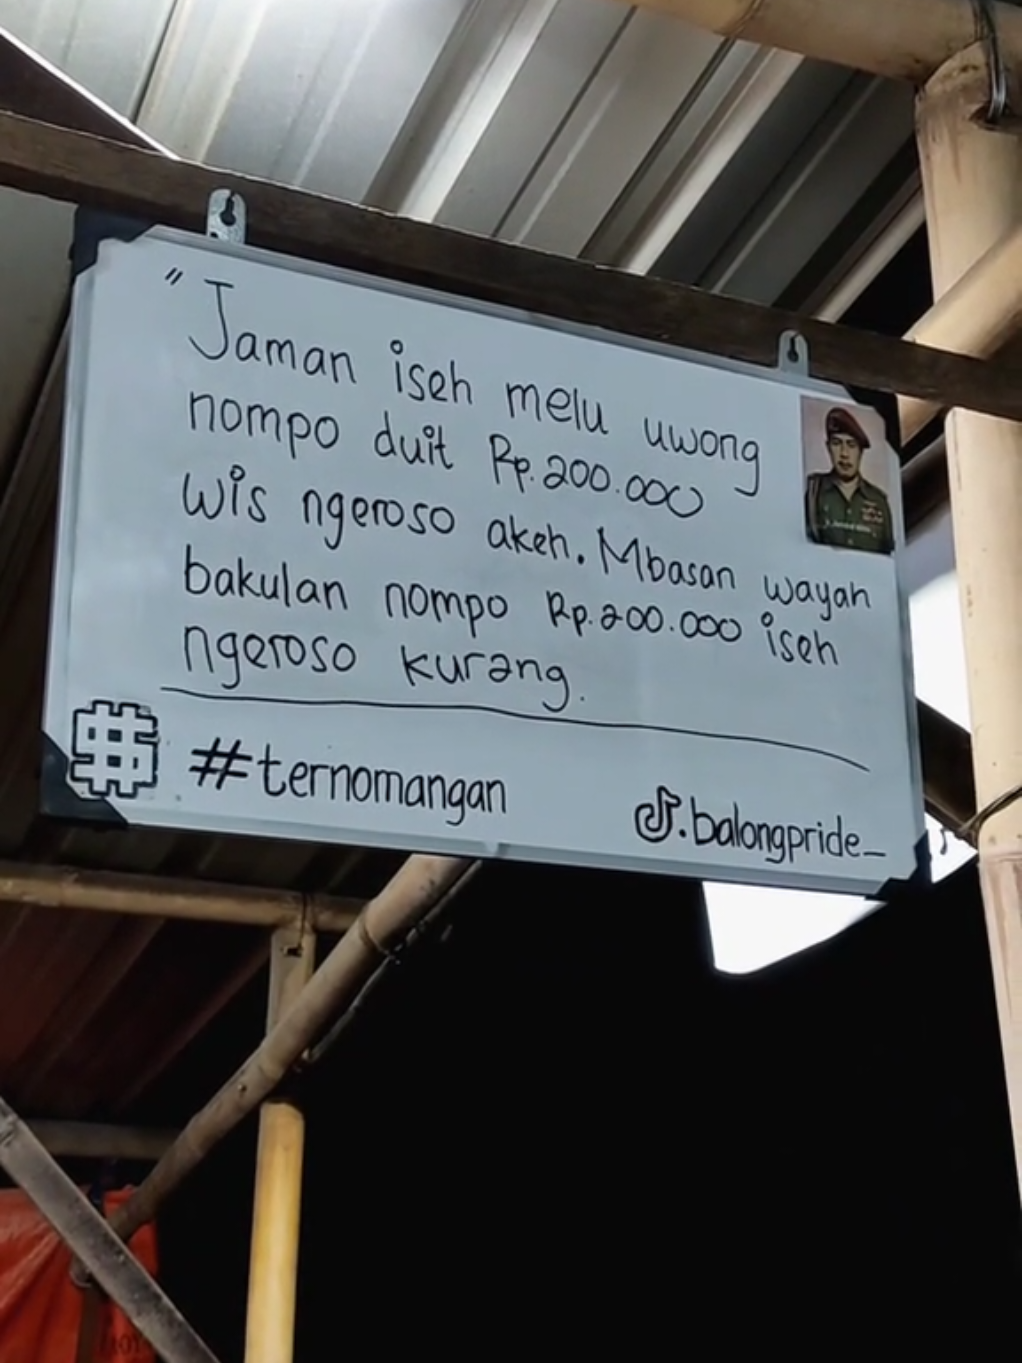 "Jaman iseh melu uwong
nompo duit Rp.200.000
wis ngeroso akeh. Mbasan wayah
bakulan nompo Rp.200.000 iseh
ngeroso kurang.
#ternomangan
.balongpride_